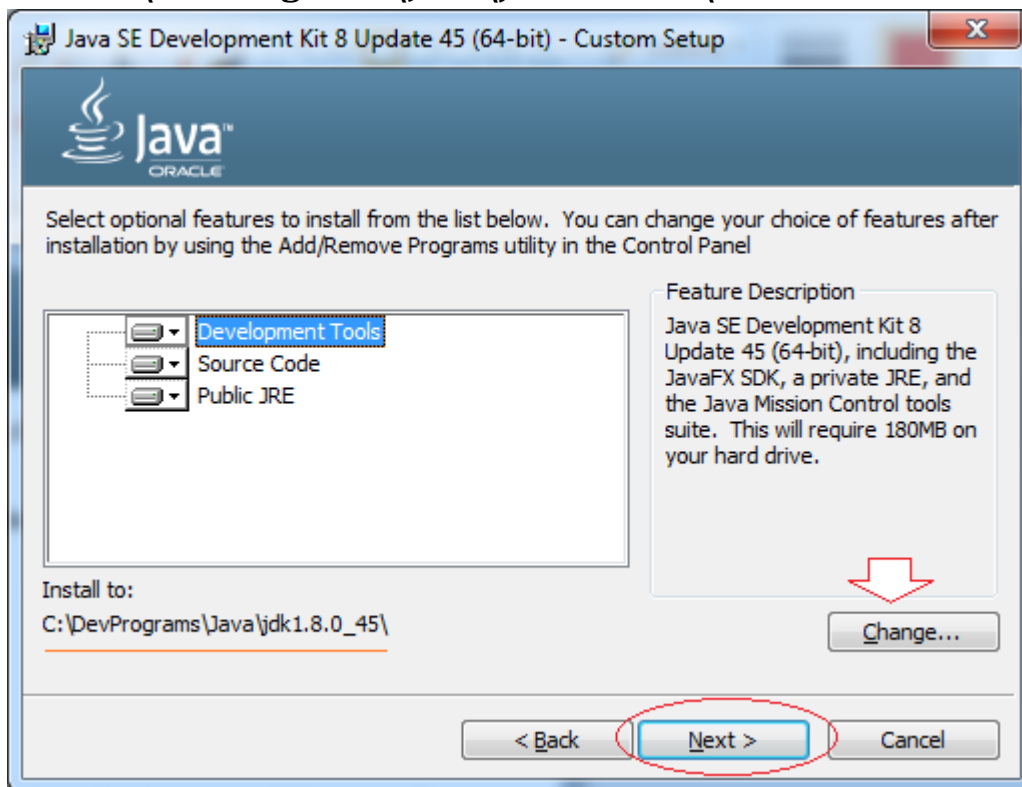 Java SE Development Kit 8 Update 45 (64-bit) - Custom Setup
Java™
ORACLE
Select optional features to install from the list below.  You can change your choice of features after
installation by using the Add/Remove Programs utility in the Control Panel
Development Tools
Source Code
Public JRE
Feature Description
Java SE Development Kit 8
Update 45 (64-bit), including the
JavaFX SDK, a private JRE, and
the Java Mission Control tools
suite.  This will require 180MB on
your hard drive.
Install to:
C:\DevPrograms\Java\jdk1.8.0_45\
Change...
< Back
Next >
Cancel